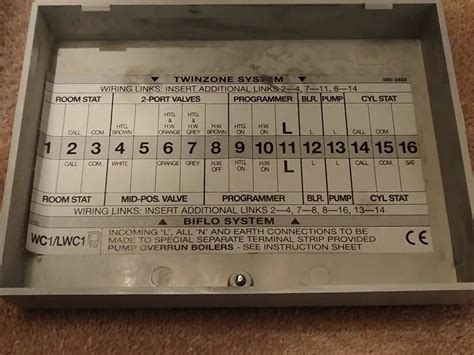 TWINZONE SYSTEM
WIRING LINKS: INSERT ADDITIONAL LINKS 2–4, 7–11, 8–14
ROOM STAT 2-PORT VALVES PROGRAMMER BLR. PUMP CYL STAT
HTG. & H.W. HTG. & H.W.
CALL COM. HTG. BROWN ORANGE GREY H.W. BROWN HTG. ON H.W. ON L L L CALL COM.
1 2 3 4 5 6 7 8 9 10 11 12 13 14 15 16
CALL COM. WHITE ORANGE GREY H.W. OFF HTG. ON H.W. ON L L L CALL COM. SAT
ROOM STAT MID-POS. VALVE PROGRAMMER BLR. PUMP CYL STAT
WIRING LINKS: INSERT ADDITIONAL LINKS 2–4, 7–8, 8–16, 13–14
BIFLO SYSTEM
WC1/LWC1 INCOMING 'L', ALL 'N' AND EARTH CONNECTIONS TO BE
MADE TO SPECIAL SEPARATE TERMINAL STRIP PROVIDED
PUMP OVERRUN BOILERS - SEE INSTRUCTION SHEET
CE